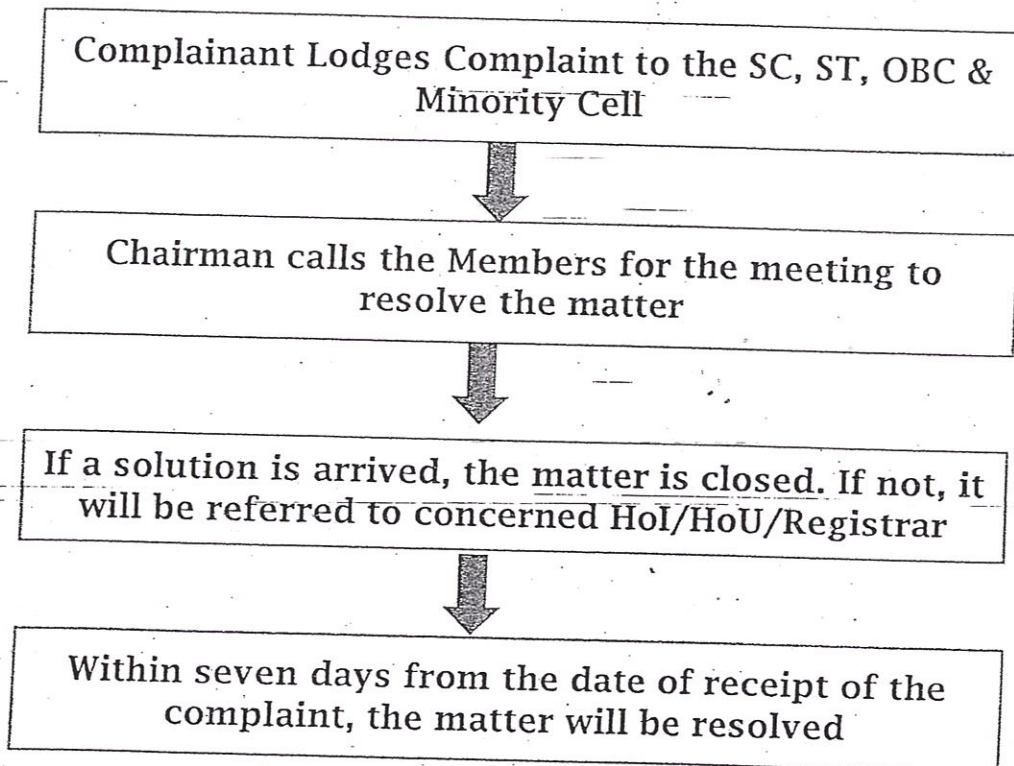 Complainant Lodges Complaint to the SC, ST, OBC &
Minority Cell
Chairman calls the Members for the meeting to
resolve the matter
If a solution is arrived, the matter is closed. If not, it
will be referred to concerned HoI/HoU/Registrar
Within seven days from the date of receipt of the
complaint, the matter will be resolved